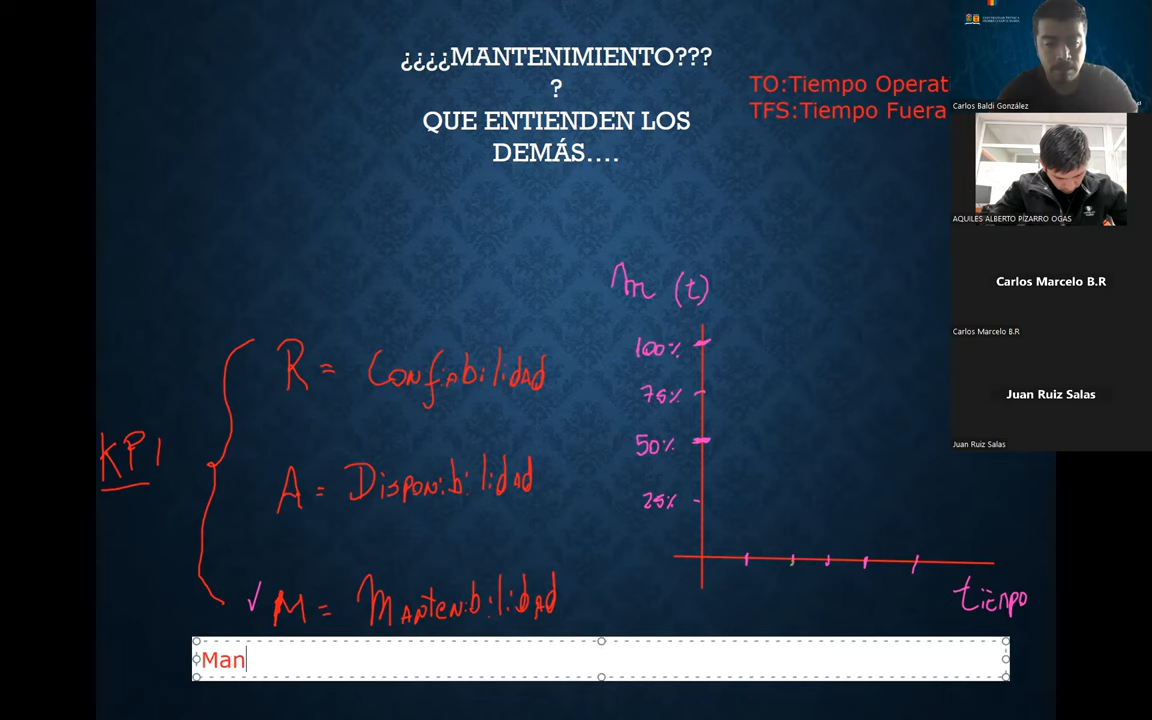 ¿¿¿¿MANTENIMIENTO???
?
QUE ENTIENDEN LOS
DEMÁS....
TO:Tiempo Operat
TFS:Tiempo Fuera
Carlos Baldi González
AQUILES ALBERTO PIZARRO OGAS
Carlos Marcelo B.R
Carlos Marcelo B.R
Juan Ruiz Salas
Juan Ruiz Salas
m (t)
100%
75%
50%
25%
tiempo
KPI
R = Confiabilidad
A = Disponibilidad
✓ M = Mantenibilidad
Man